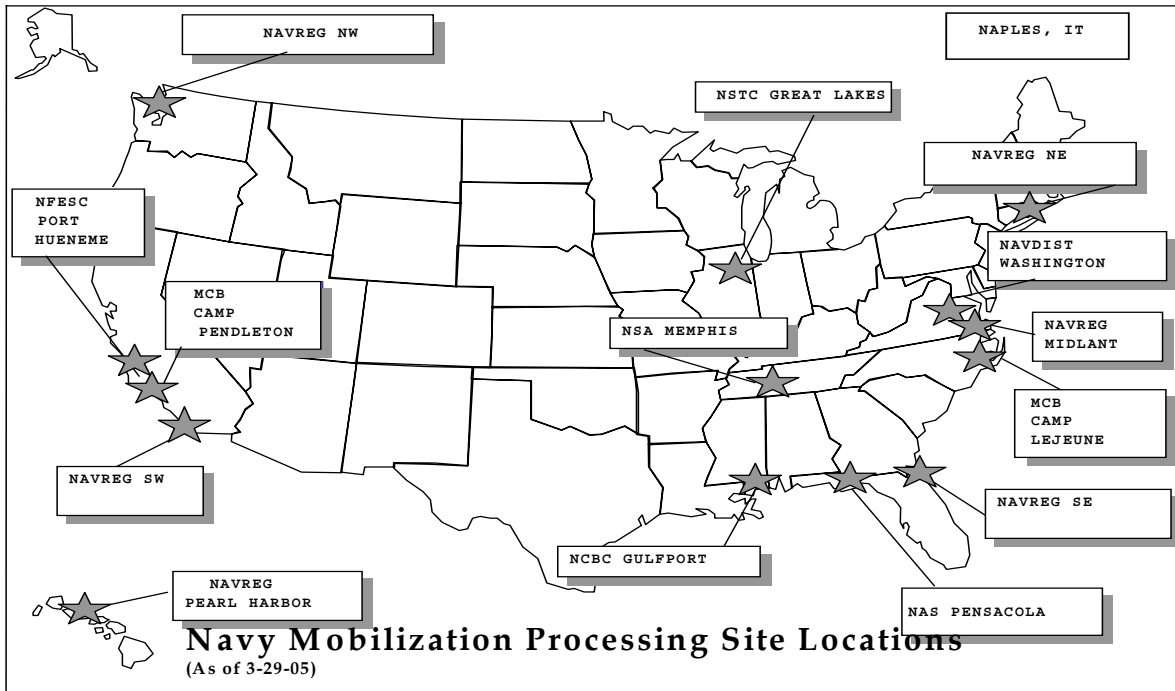 NAVREG NW
NAPLES, IT
NSTC GREAT LAKES
NAVREG NE
NFESC
PORT
HUENEME
NAVDIST
WASHINGTON
MCB
CAMP
PENDLETON
NSA MEMPHIS
NAVREG
MIDLANT
MCB
CAMP
LEJEUNE
NAVREG SW
NAVREG SE
NCBC GULFPORT
NAVREG
PEARL HARBOR
NAS PENSACOLA
Navy Mobilization Processing Site Locations
(As of 3-29-05)